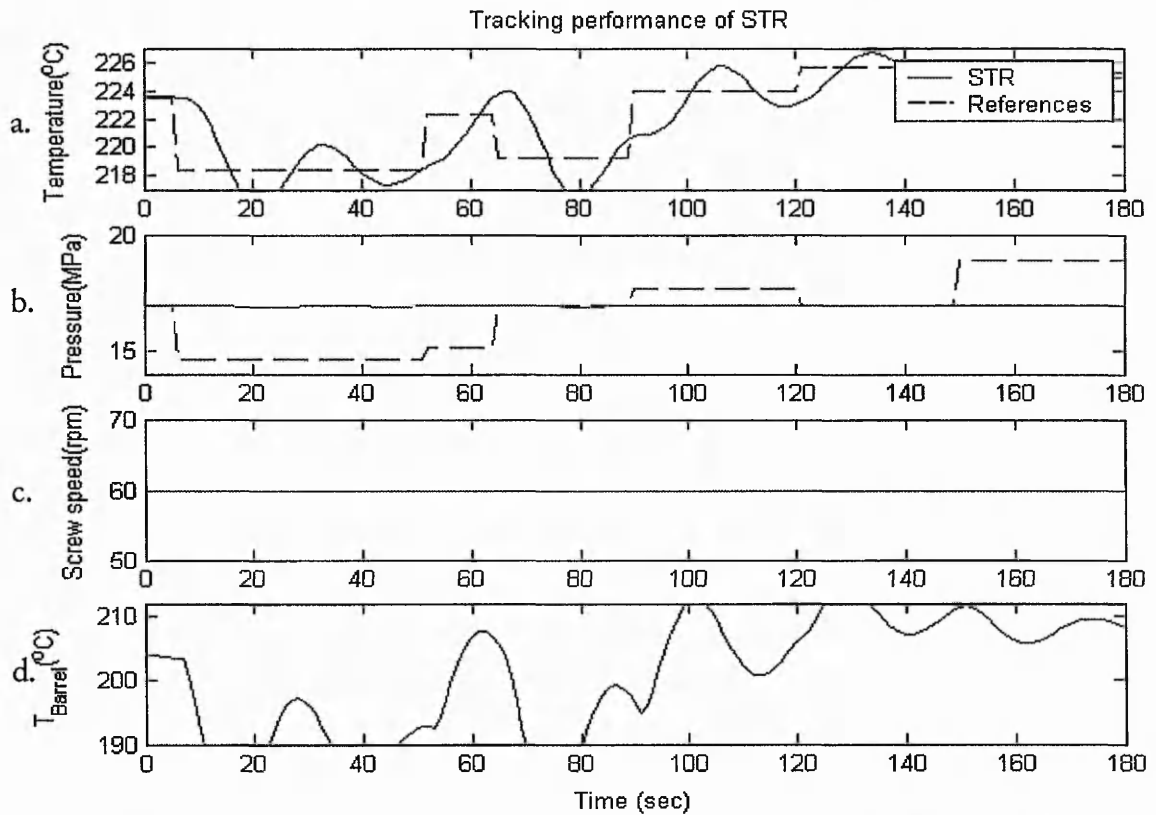 Tracking performance of STR
a.
Temperature(⁰C)
226
224
222
220
218
STR
References
0 20 40 60 80 100 120 140 160 180
b.
Pressure(MPa)
20
15
0 20 40 60 80 100 120 140 160 180
c.
Screw speed(rpm)
70
60
50
0 20 40 60 80 100 120 140 160 180
d.
T_Barrel(⁰C)
210
200
190
0 20 40 60 80 100 120 140 160 180
Time (sec)